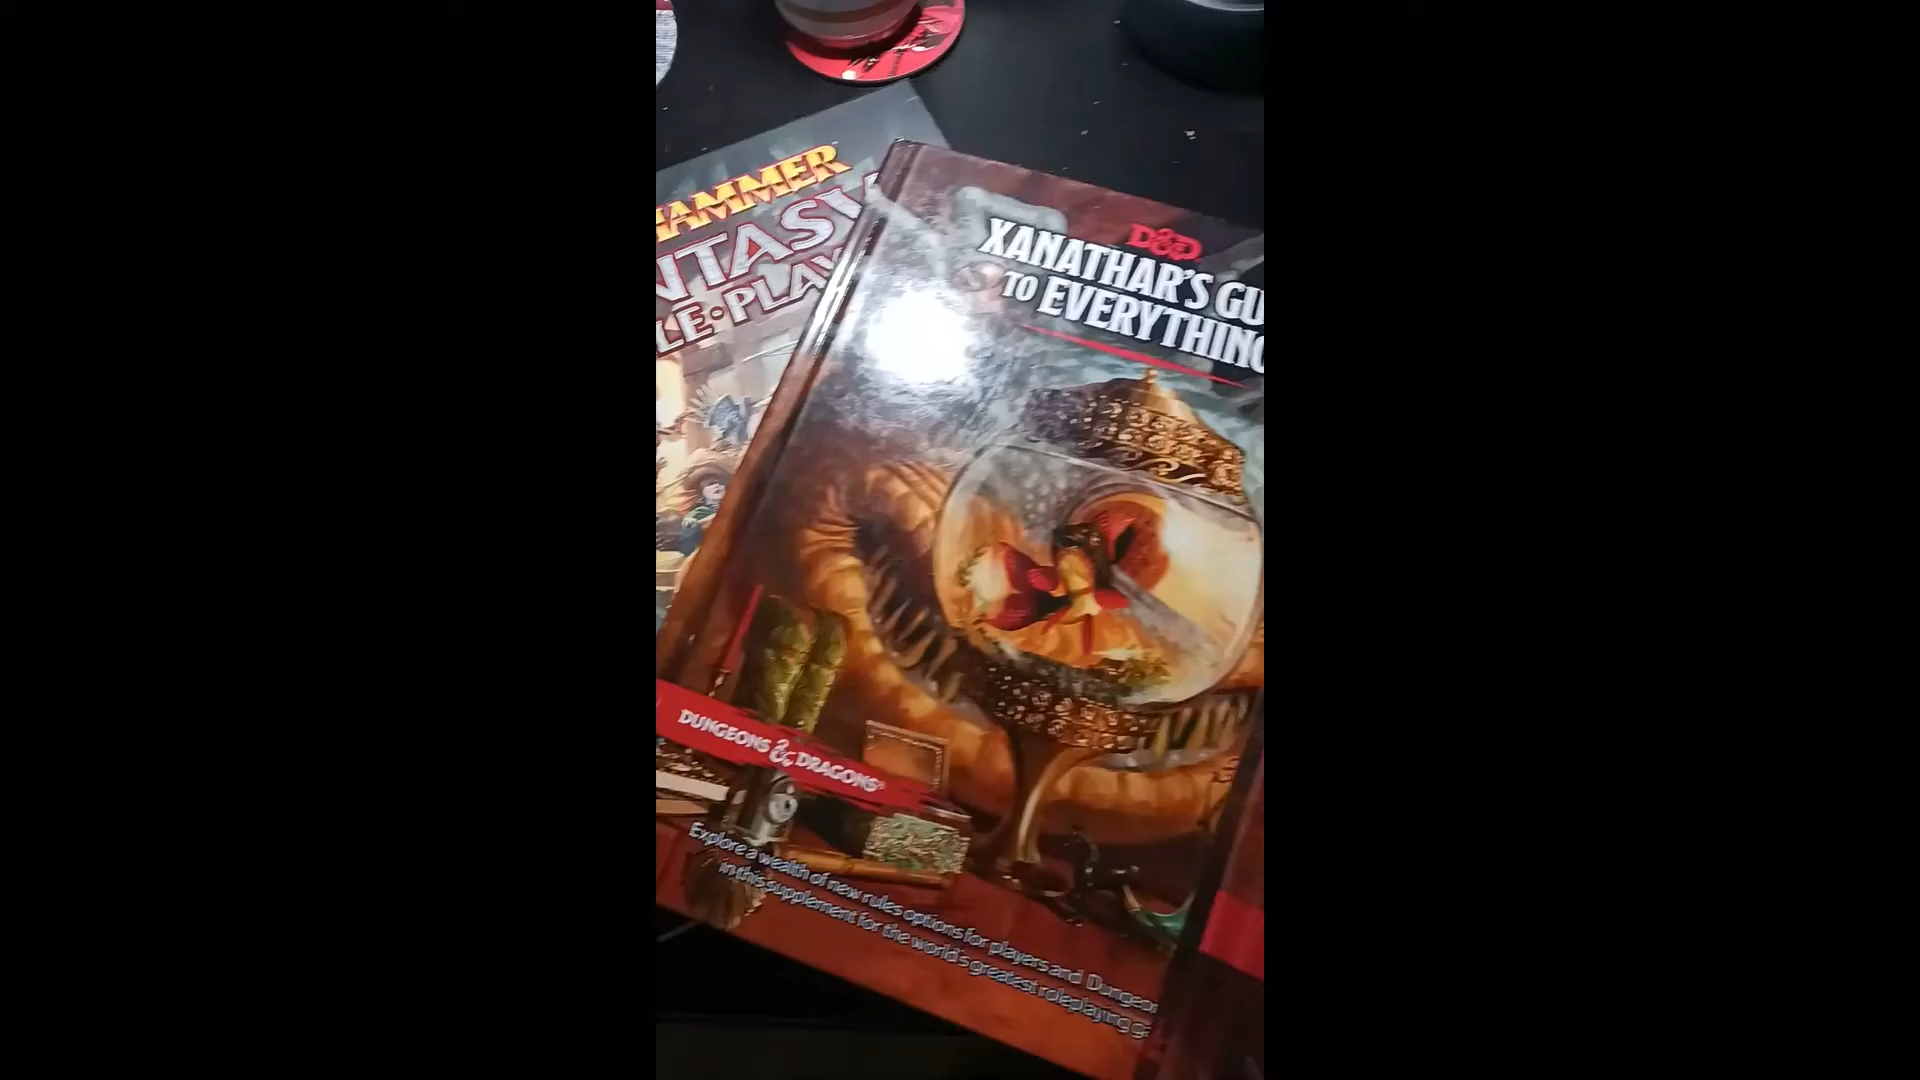 HAMMER
NTASY
LE•PLAY
D&D
XANATHAR'S GU
TO EVERYTHING
DUNGEONS & DRAGONS
Explore a wealth of new rules options for players and Dungeon
in this supplement for the world's greatest roleplaying g